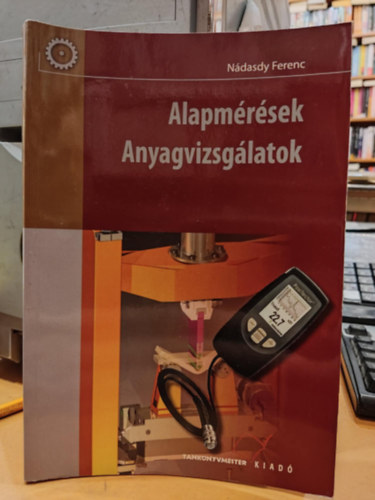 Nádasdy Ferenc
Alapmérések
Anyagvizsgálatok
22.7
TANKÖNYVMESTER KIADÓ